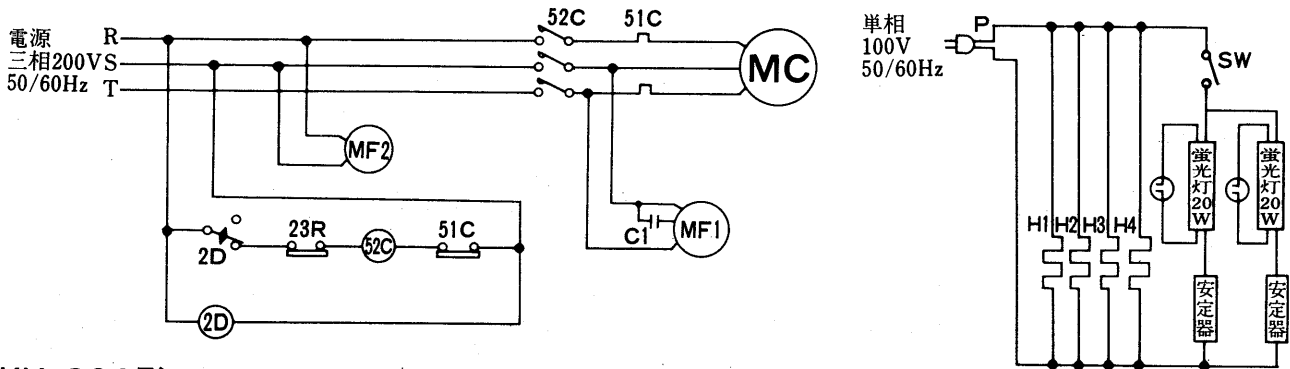 電源 R
三相200V S
50/60Hz T
52C
51C
MC
MF2
23R
52C
51C
2D
2D
C1
MF1
単相
100V
50/60Hz
P
SW
蛍光灯20W
蛍光灯20W
H1 H2 H3 H4
安定器
安定器